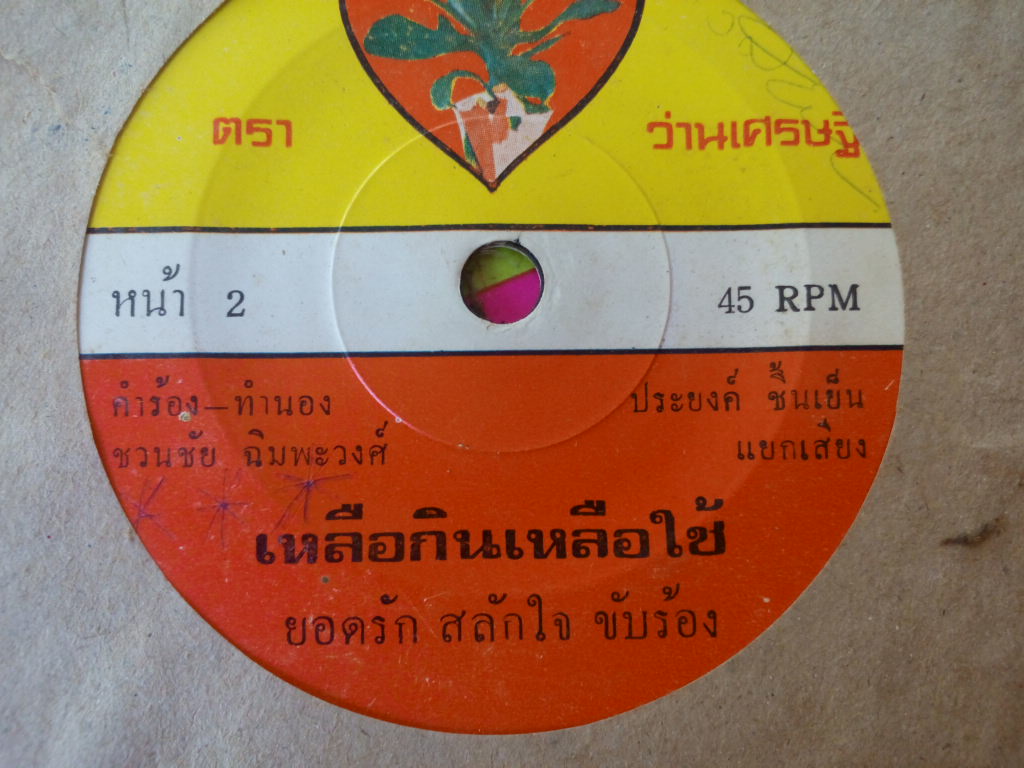 ตรา ว่านเศรษฐี
หน้า 2 45 RPM
คำร้อง–ทำนอง ประยงค์ ชื่นเย็น
ชวนชัย ฉิมพะวงศ์ แยกเสียง
เหลือกินเหลือใช้
ยอดรัก สลักใจ ขับร้อง